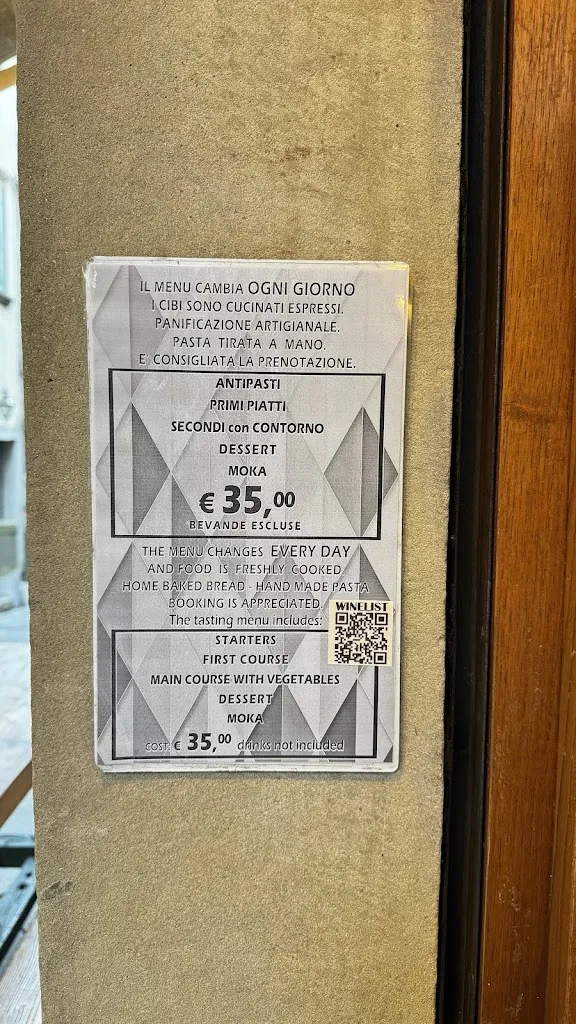 IL MENU CAMBIA OGNI GIORNO
I CIBI SONO CUCINATI ESPRESSI.
PANIFICAZIONE ARTIGIANALE.
PASTA TIRATA A MANO.
E' CONSIGLIATA LA PRENOTAZIONE.
ANTIPASTI
PRIMI PIATTI
SECONDI con CONTORNO
DESSERT
MOKA
€ 35,00
BEVANDE ESCLUSE
THE MENU CHANGES EVERY DAY
AND FOOD IS FRESHLY COOKED.
HOME BAKED BREAD - HAND MADE PASTA
BOOKING IS APPRECIATED.
The tasting menu includes:
WINELIST
STARTERS
FIRST COURSE
MAIN COURSE WITH VEGETABLES
DESSERT
MOKA
COST: € 35,00 drinks not included